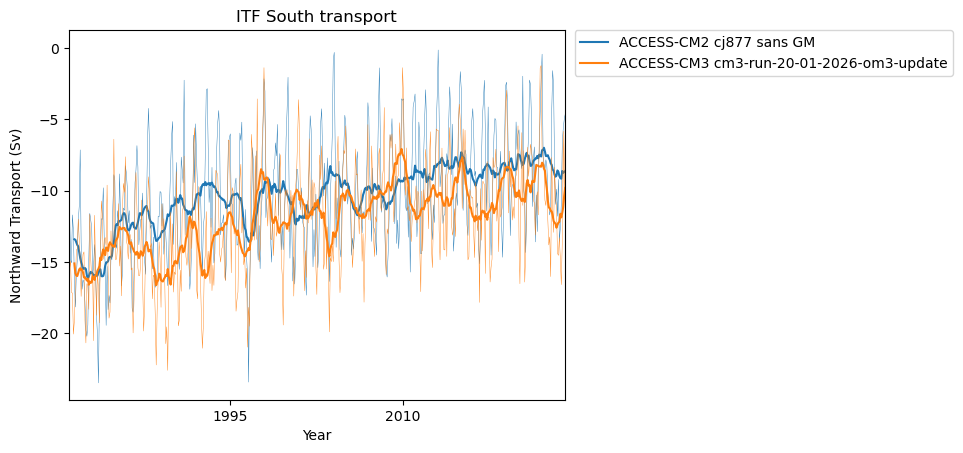 ITF South transport
ACCESS-CM2 cj877 sans GM
ACCESS-CM3 cm3-run-20-01-2026-om3-update
Northward Transport (Sv)
0
−5
−10
−15
−20
1995
2010
Year